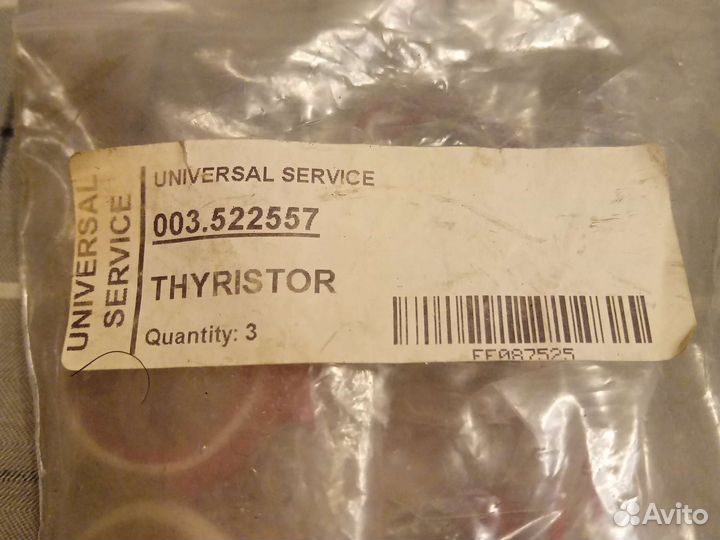 UNIVERSAL
SERVICE
UNIVERSAL SERVICE
003.522557
THYRISTOR
Quantity: 3
EE087525
Avito